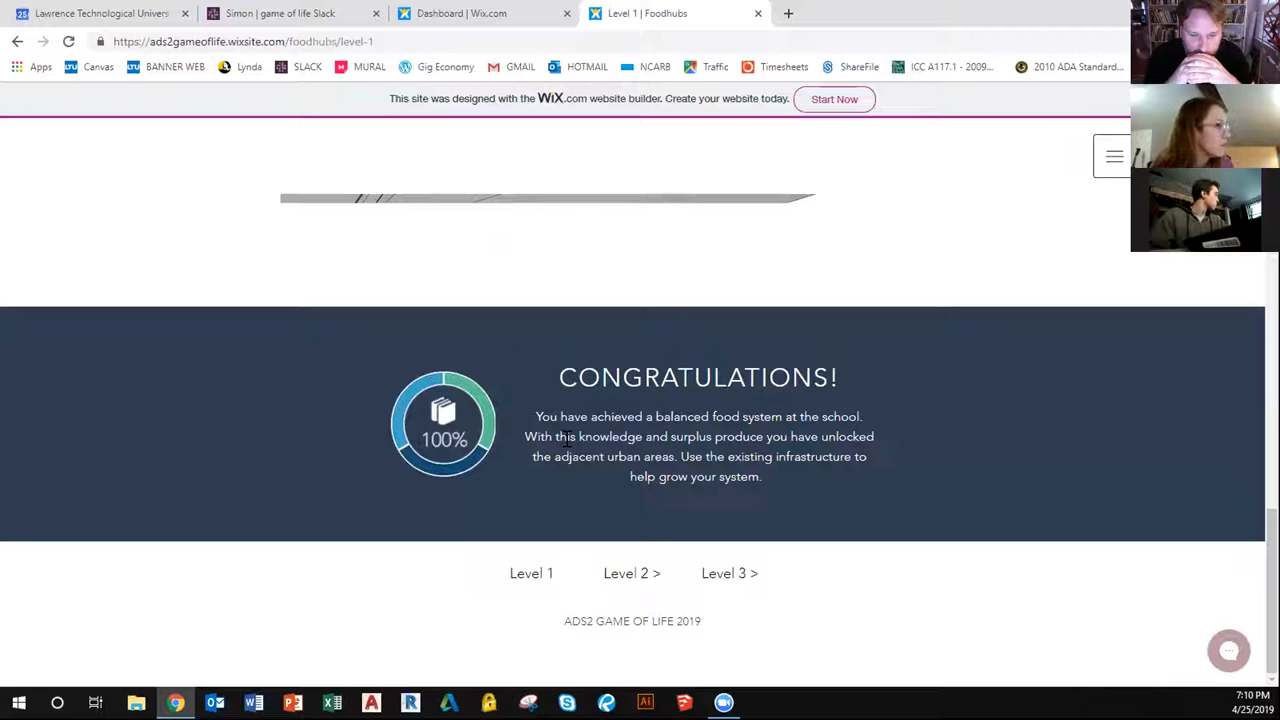 25 Lawrence Technological Univers
Simon | game of life Slack
Dashboard | Wix.com
Level 1 | Foodhubs
https://ads2gameoflife.wixsite.com/foodhubs/level-1
Apps LTU Canvas LTU BANNER WEB Lynda SLACK MURAL Gig Economy GMAIL HOTMAIL NCARB Traffic Timesheets ShareFile ICC A117.1 - 2009... 2010 ADA Standard...
This site was designed with the WiX.com website builder. Create your website today. Start Now
CONGRATULATIONS!
100%
You have achieved a balanced food system at the school.
With this knowledge and surplus produce you have unlocked
the adjacent urban areas. Use the existing infrastructure to
help grow your system.
Level 1 Level 2 > Level 3 >
ADS2 GAME OF LIFE 2019
Ai
7:10 PM
4/25/2019